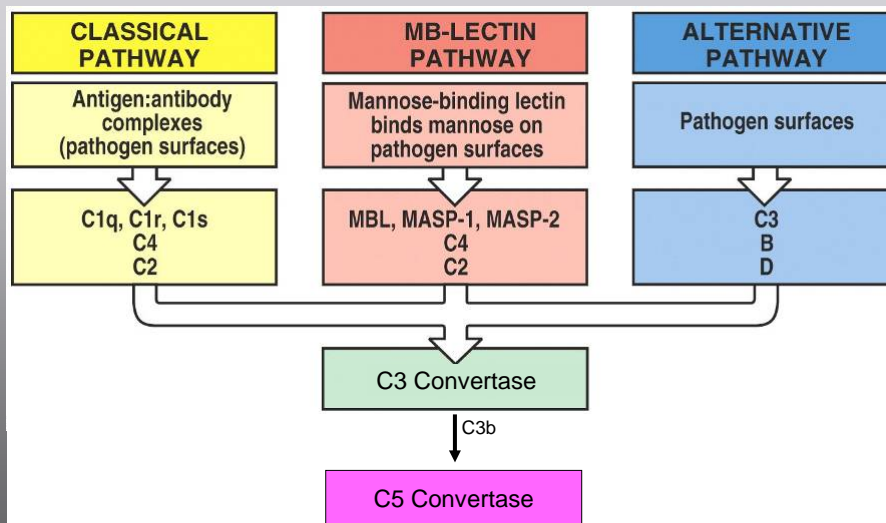 CLASSICAL
PATHWAY
Antigen:antibody
complexes
(pathogen surfaces)
C1q, C1r, C1s
C4
C2
MB-LECTIN
PATHWAY
Mannose-binding lectin
binds mannose on
pathogen surfaces
MBL, MASP-1, MASP-2
C4
C2
ALTERNATIVE
PATHWAY
Pathogen surfaces
C3
B
D
C3 Convertase
C3b
C5 Convertase